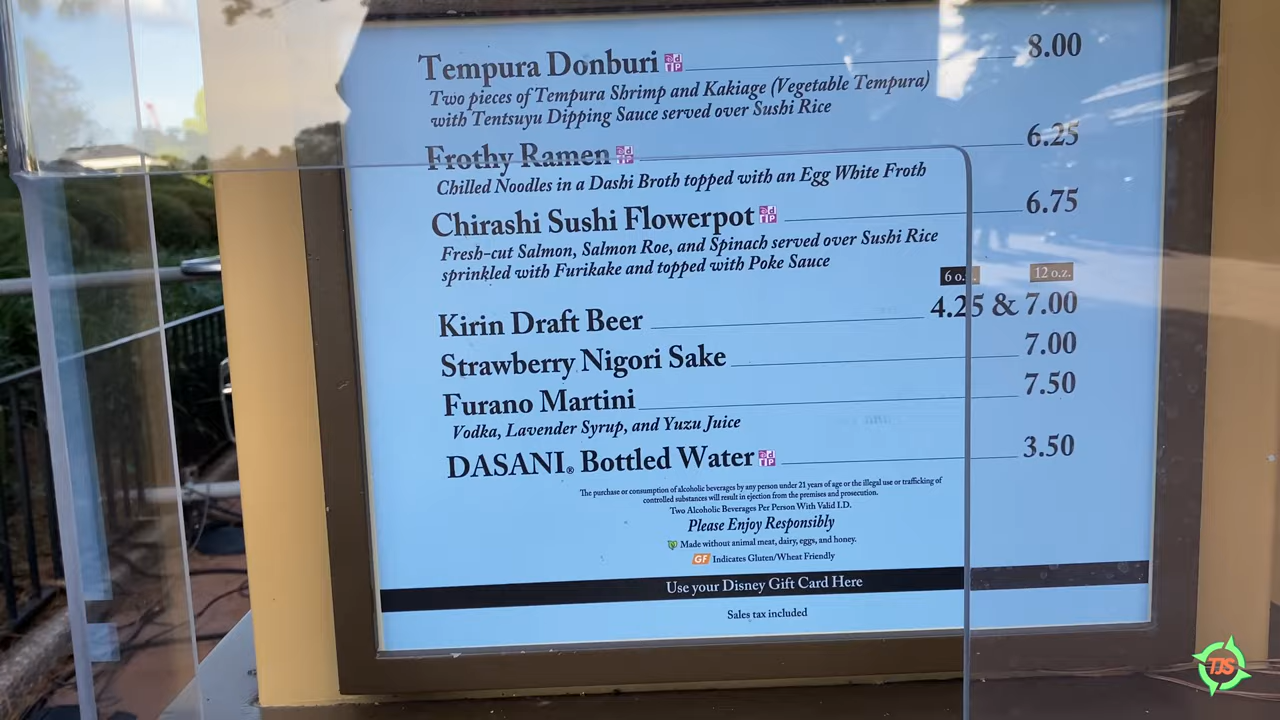 Tempura Donburi 8.00
Two pieces of Tempura Shrimp and Kakiage (Vegetable Tempura)
with Tentsuyu Dipping Sauce served over Sushi Rice
Frothy Ramen 6.25
Chilled Noodles in a Dashi Broth topped with an Egg White Froth
Chirashi Sushi Flowerpot 6.75
Fresh-cut Salmon, Salmon Roe, and Spinach served over Sushi Rice
sprinkled with Furikake and topped with Poke Sauce
6 o.z. 12 o.z.
Kirin Draft Beer 4.25 & 7.00
Strawberry Nigori Sake 7.00
Furano Martini 7.50
Vodka, Lavender Syrup, and Yuzu Juice
DASANI® Bottled Water 3.50
The purchase or consumption of alcoholic beverages by any person under 21 years of age or the illegal use or trafficking of
controlled substances will result in ejection from the premises and prosecution.
Two Alcoholic Beverages Per Person With Valid I.D.
Please Enjoy Responsibly
Made without animal meat, dairy, eggs, and honey.
GF Indicates Gluten/Wheat Friendly
Use your Disney Gift Card Here
Sales tax included
TJS